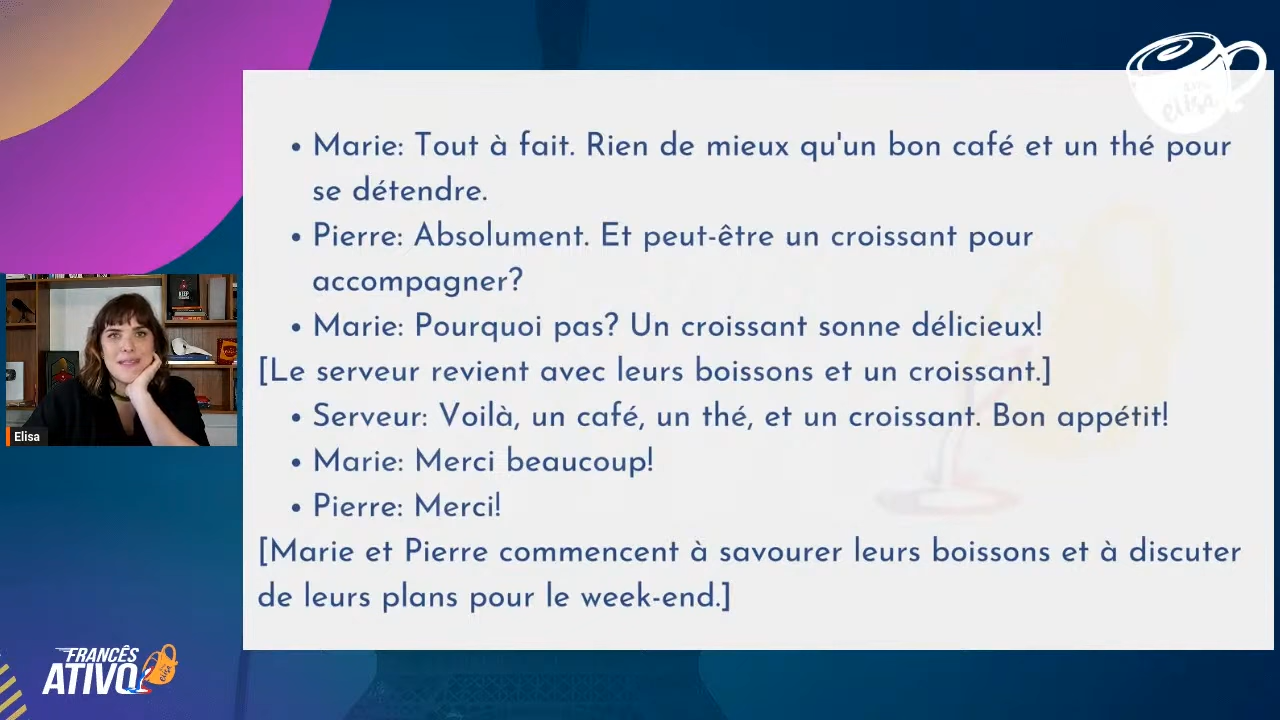 • Marie: Tout à fait. Rien de mieux qu'un bon café et un thé pour
se détendre.
• Pierre: Absolument. Et peut-être un croissant pour
accompagner?
• Marie: Pourquoi pas? Un croissant sonne délicieux!
[Le serveur revient avec leurs boissons et un croissant.]
• Serveur: Voilà, un café, un thé, et un croissant. Bon appétit!
• Marie: Merci beaucoup!
• Pierre: Merci!
[Marie et Pierre commencent à savourer leurs boissons et à discuter
de leurs plans pour le week-end.]
elisa
KEEP
Elisa
FRANCÊS
ATIVO
elisa